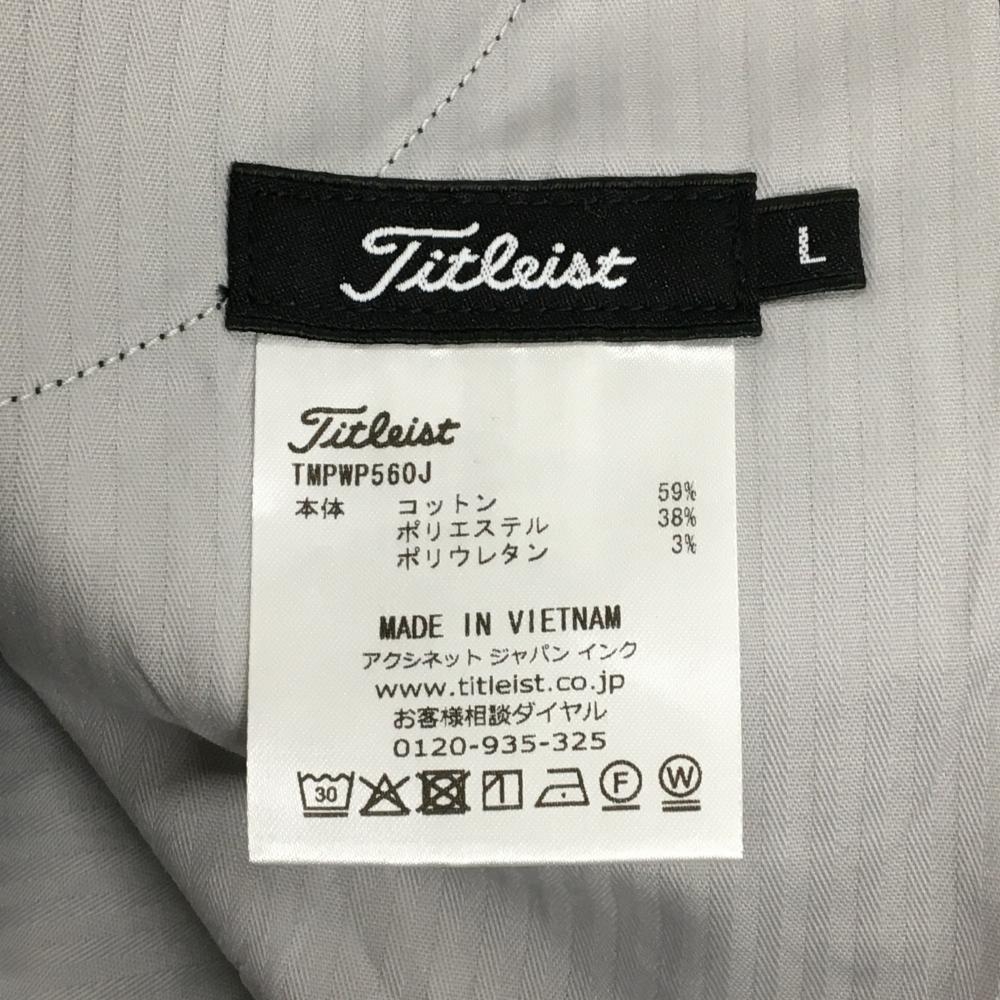 Titleist
L
Titleist
TMPWP560J
本体 コットン 59%
ポリエステル 38%
ポリウレタン 3%
MADE IN VIETNAM
アクシネット ジャパン インク
www.titleist.co.jp
お客様相談ダイヤル
0120-935-325
30 F W